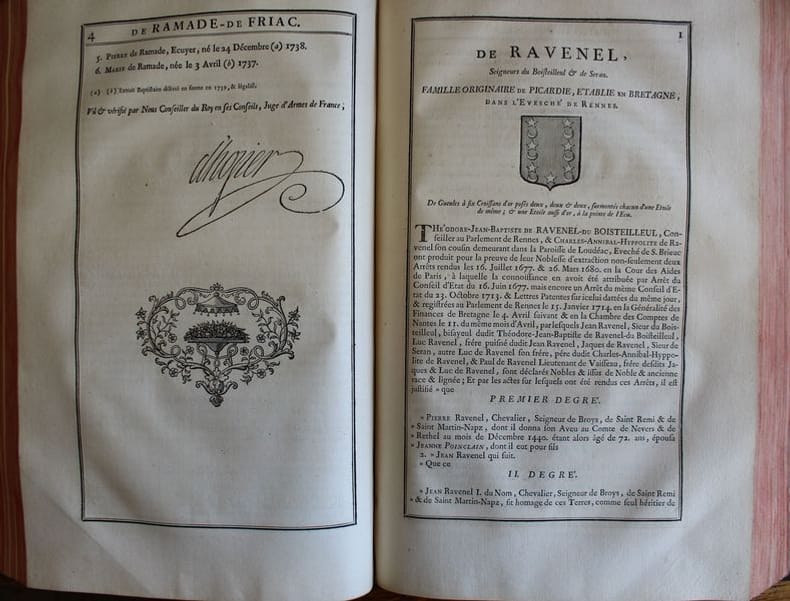 4
DE RAMADE-DE FRIAC.
5. PIERRE de Ramade, Ecuyer, né le 24 Décembre (a) 1738.
6. MARIE de Ramade, née le 3 Avril (b) 1737.
(a) (b) Extrait Baptistaire délivré en forme en 1739, & légalisé.
Vû & vérifié par Nous Conseiller du Roy en ses Conseils, Juge d'Armes de France;
d'hozier
1
DE RAVENEL,
Seigneurs du Boisteilleul & de Seran.
FAMILLE ORIGINAIRE DE PICARDIE, ETABLIE EN BRETAGNE,
DANS L'EVESCHÉ DE RENNES.
De Gueules à six Croissans d'or posés deux, deux & deux, surmontés chacun d'une Etoile
de même; & une Etoile aussi d'or, à la pointe de l'Ecu.
THE'ODORE-JEAN-BAPTISTE DE RAVENEL-DU BOISTEILLEUL, Con-
seiller au Parlement de Rennes, & CHARLES-ANNIBAL-HYPPOLITE de Ra-
venel son cousin demeurant dans la Paroisse de Loudéac, Eveché de S. Brieuc
ont produit pour la preuve de leur Noblesse d'extraction non-seulement deux
Arrêts rendus les 16. Juillet 1677. & 26. Mars 1680. en la Cour des Aides
de Paris, à laquelle la connoissance en avoit été attribuée par Arrêt du
Conseil d'Etat du 16. Juin 1677. mais encore un Arrêt du même Conseil d'E-
tat du 23. Octobre 1713. & Lettres Patentes sur icelui dattées du même jour,
& registrées au Parlement de Rennes le 15. Janvier 1714. en la Généralité des
Finances de Bretagne le 4. Avril suivant & en la Chambre des Comptes de
Nantes le 11. du même mois d'Avril, par lesquels Jean Ravenel, Sieur du Bois-
teilleul, bisayeul dudit Théodore-Jean-Baptiste de Ravenel-du Boisteilleul,
Luc Ravenel, frére puisné dudit Jean Ravenel, Jaques de Ravenel, Sieur de
Seran, autre Luc de Ravenel son frére, pére dudit Charles-Annibal-Hyppo-
lite de Ravenel, & Paul de Ravenel Lieutenant de Vaisseau, frére desdits Ja-
ques & Luc de Ravenel, sont déclarés Nobles & issus de Noble & ancienne
race & lignée; Et par les actes sur lesquels ont été rendus ces Arrêts, il est
justifié » que
PREMIER DEGRE'.
» PIERRE Ravenel, Chevalier, Seigneur de Broys, de Saint Remi & de
» Saint Martin-Napz, dont il donna son Aveu au Comte de Nevers & de
» Rethel au mois de Décembre 1440. étant alors âgé de 72. ans, épousa
» JEANNE POINCLAIN, dont il eut pour fils
2. » JEAN Ravenel qui suit.
» Que ce
II. DEGRE'.
» JEAN Ravenel I. du Nom, Chevalier, Seigneur de Broys, de Saint Remi
» & de Saint Martin-Napz, fit homage de ces Terres, comme seul héritier de